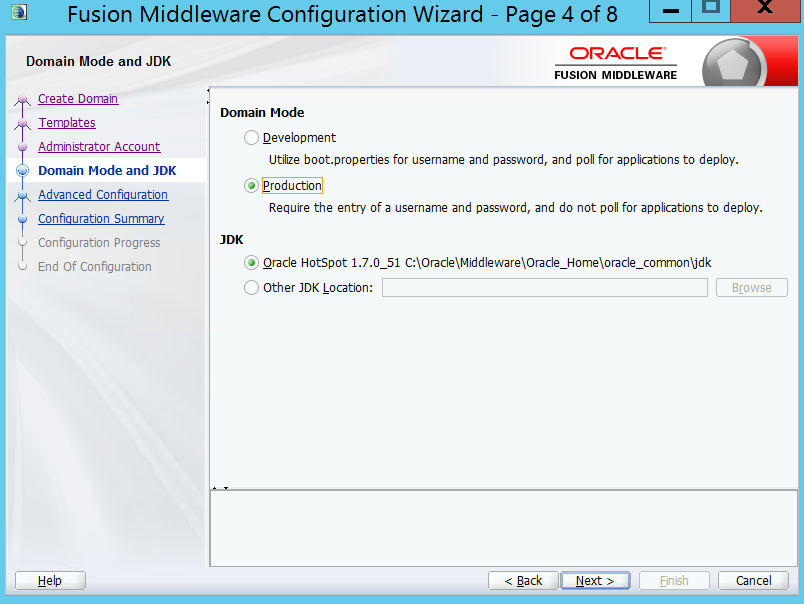 Fusion Middleware Configuration Wizard - Page 4 of 8
Domain Mode and JDK
ORACLE
FUSION MIDDLEWARE
Create Domain
Templates
Administrator Account
Domain Mode and JDK
Advanced Configuration
Configuration Summary
Configuration Progress
End Of Configuration
Domain Mode
Development
Utilize boot.properties for username and password, and poll for applications to deploy.
Production
Require the entry of a username and password, and do not poll for applications to deploy.
JDK
Oracle HotSpot 1.7.0_51 C:\Oracle\Middleware\Oracle_Home\oracle_common\jdk
Other JDK Location:
Browse
Help
< Back
Next >
Finish
Cancel